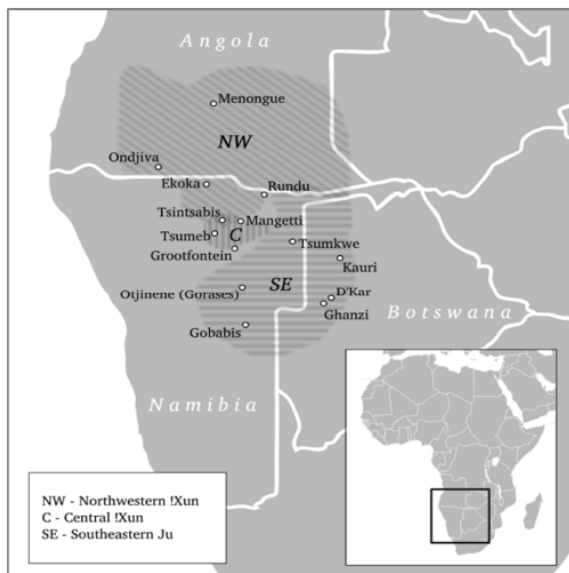 Angola
Menongue
NW
Ondjiva
Ekoka
Rundu
Tsintsabis
Mangetti
Tsumeb
C
Tsumkwe
Grootfontein
Kauri
SE
Otjinene (Gorases)
D'Kar
Ghanzi
Botswana
Gobabis
Namibia
NW - Northwestern !Xun
C - Central !Xun
SE - Southeastern Ju